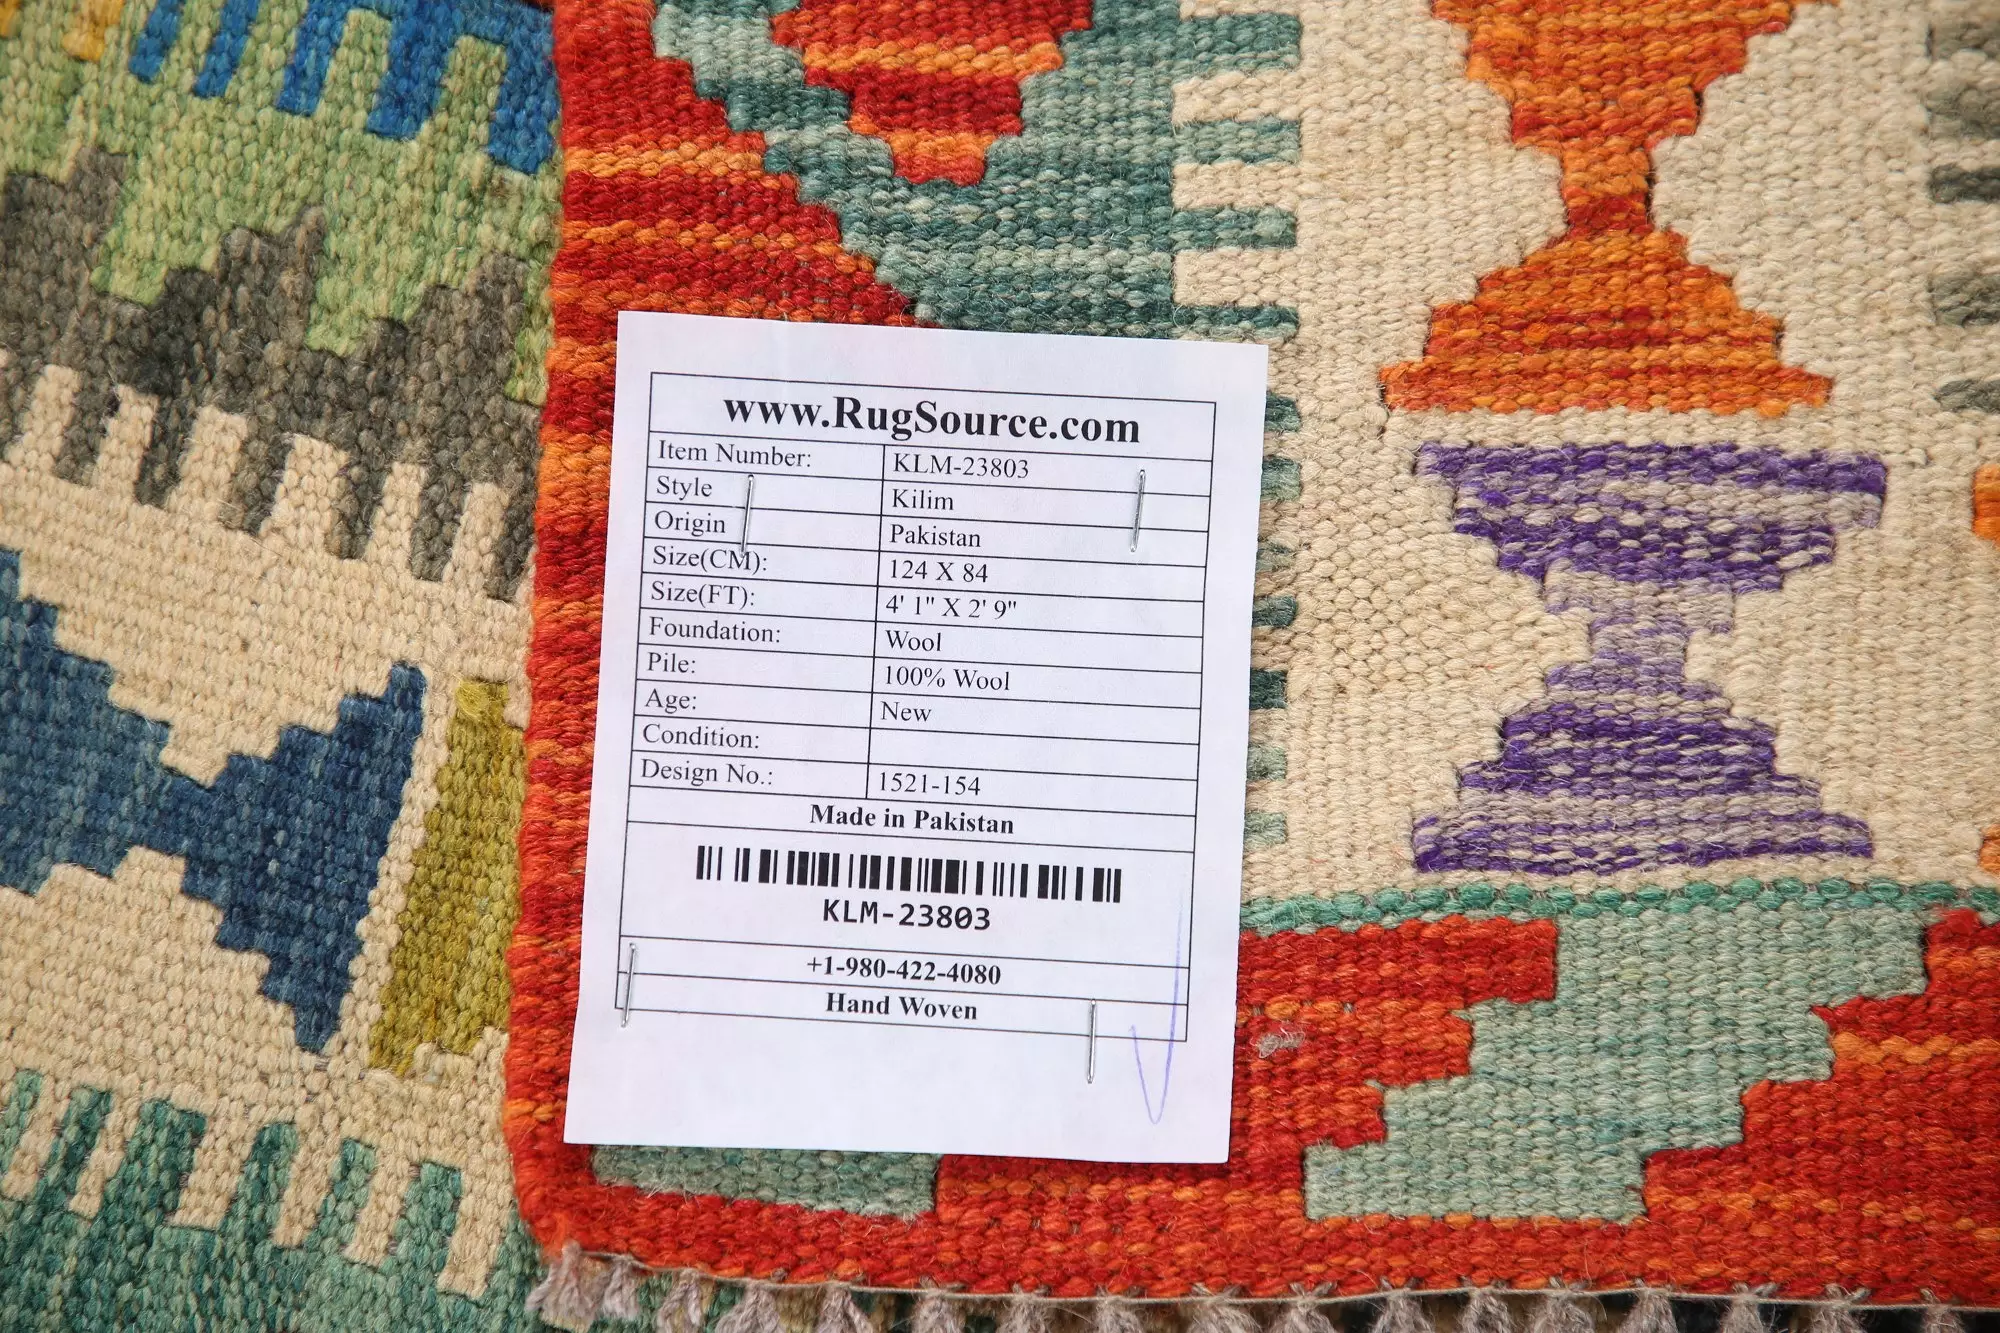 www.RugSource.com
Item Number: KLM-23803
Style Kilim
Origin Pakistan
Size(CM): 124 X 84
Size(FT): 4' 1" X 2' 9"
Foundation: Wool
Pile: 100% Wool
Age: New
Condition:
Design No.: 1521-154
Made in Pakistan
KLM-23803
+1-980-422-4080
Hand Woven